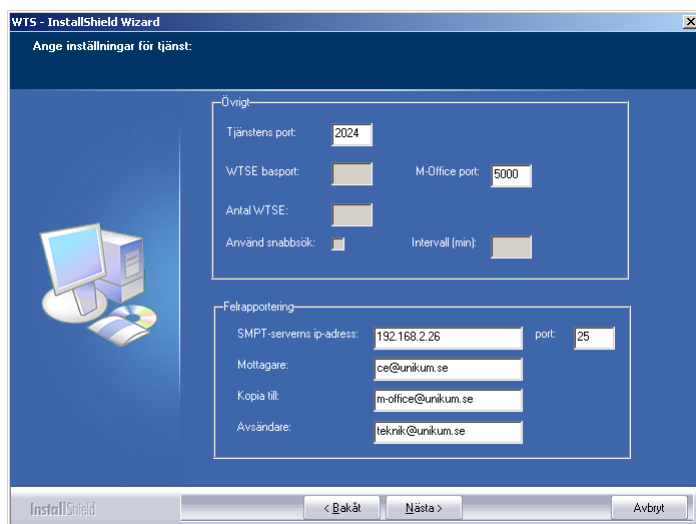 WTS - InstallShield Wizard
Ange inställningar för tjänst:
Övrigt
Tjänstens port: 2024
WTSE basport: M-Office port: 5000
Antal WTSE:
Använd snabbsök: Intervall (min):
Felrapportering
SMPT-serverns ip-adress: 192.168.2.26 port: 25
Mottagare: ce@unikum.se
Kopia till: m-office@unikum.se
Avsändare: teknik@unikum.se
InstallShield
< Bakåt Nästa > Avbryt